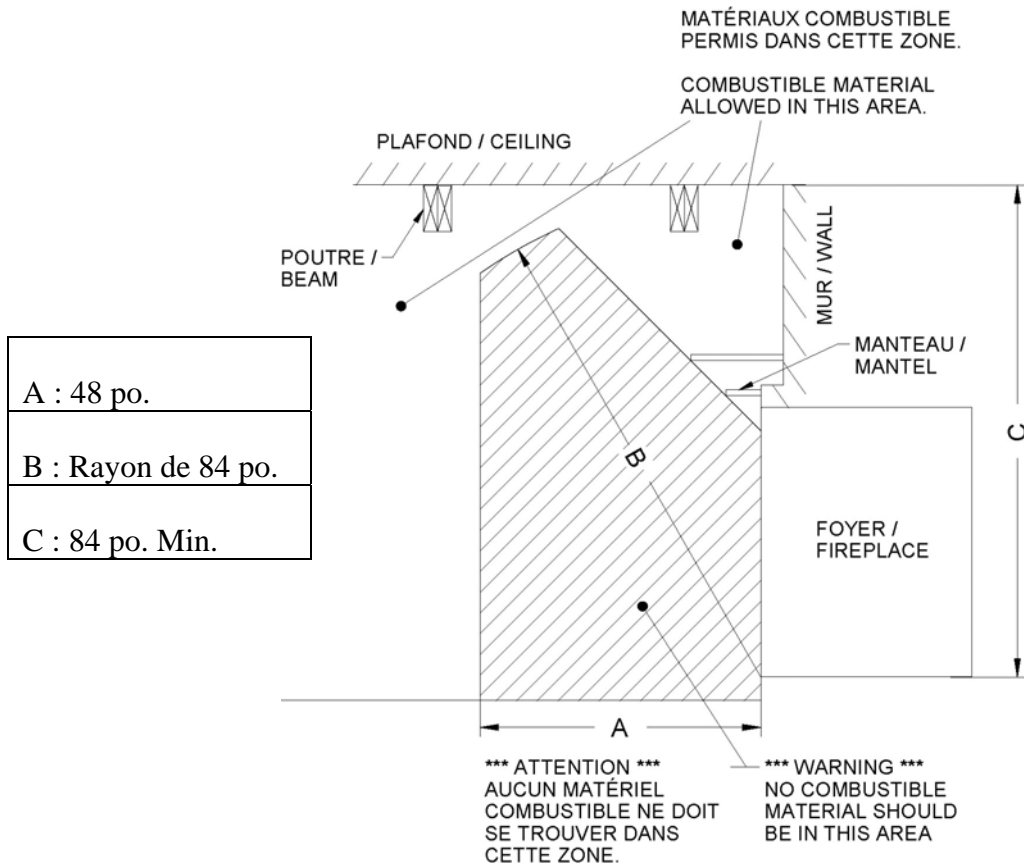 MATÉRIAUX COMBUSTIBLE
PERMIS DANS CETTE ZONE.
COMBUSTIBLE MATERIAL
ALLOWED IN THIS AREA.
PLAFOND / CEILING
POUTRE /
BEAM
MUR / WALL
MANTEAU /
MANTEL
A : 48 po.
B : Rayon de 84 po.
C : 84 po. Min.
B
C
FOYER /
FIREPLACE
A
*** ATTENTION ***
AUCUN MATÉRIEL
COMBUSTIBLE NE DOIT
SE TROUVER DANS
CETTE ZONE.
*** WARNING ***
NO COMBUSTIBLE
MATERIAL SHOULD
BE IN THIS AREA